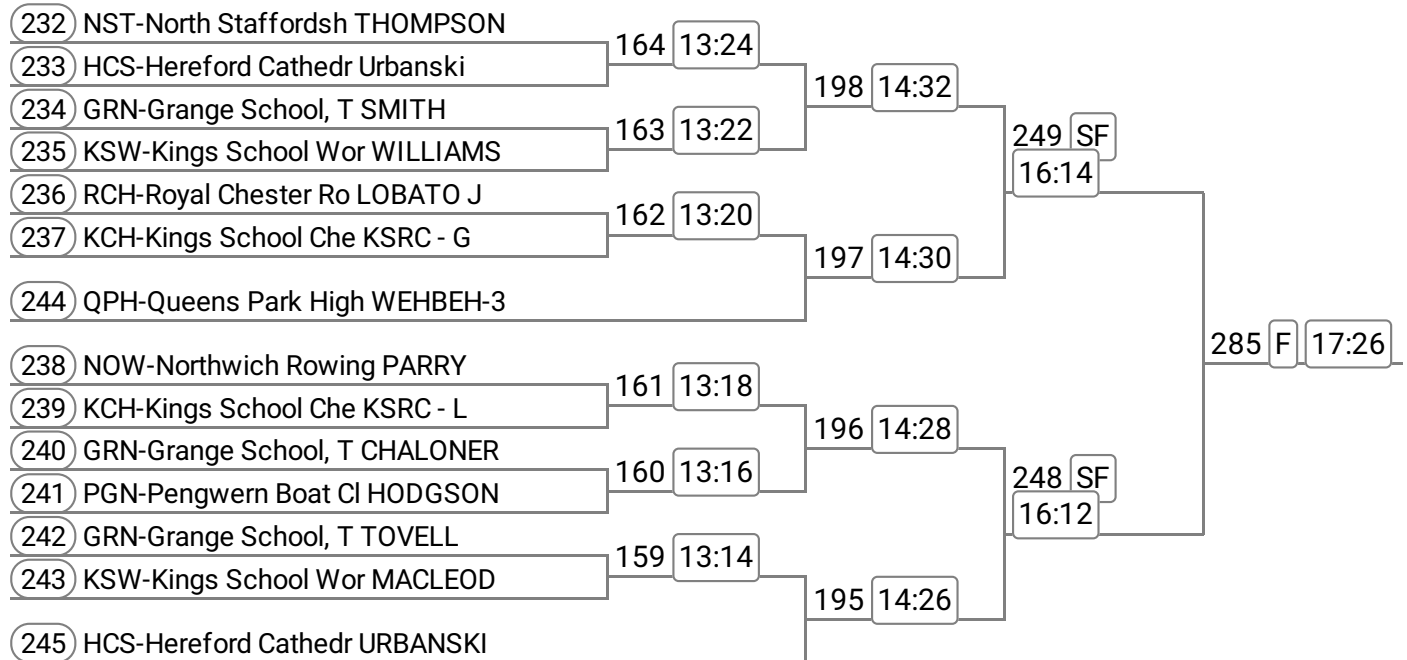 232 NST-North Staffordsh THOMPSON
164 13:24
233 HCS-Hereford Cathedr Urbanski
198 14:32
234 GRN-Grange School, T SMITH
163 13:22
249 SF
235 KSW-Kings School Wor WILLIAMS
16:14
236 RCH-Royal Chester Ro LOBATO J
162 13:20
237 KCH-Kings School Che KSRC - G
197 14:30
244 QPH-Queens Park High WEHBEH-3
285 F 17:26
238 NOW-Northwich Rowing PARRY
161 13:18
239 KCH-Kings School Che KSRC - L
196 14:28
240 GRN-Grange School, T CHALONER
160 13:16
248 SF
241 PGN-Pengwern Boat Cl HODGSON
16:12
242 GRN-Grange School, T TOVELL
159 13:14
243 KSW-Kings School Wor MACLEOD
195 14:26
245 HCS-Hereford Cathedr URBANSKI